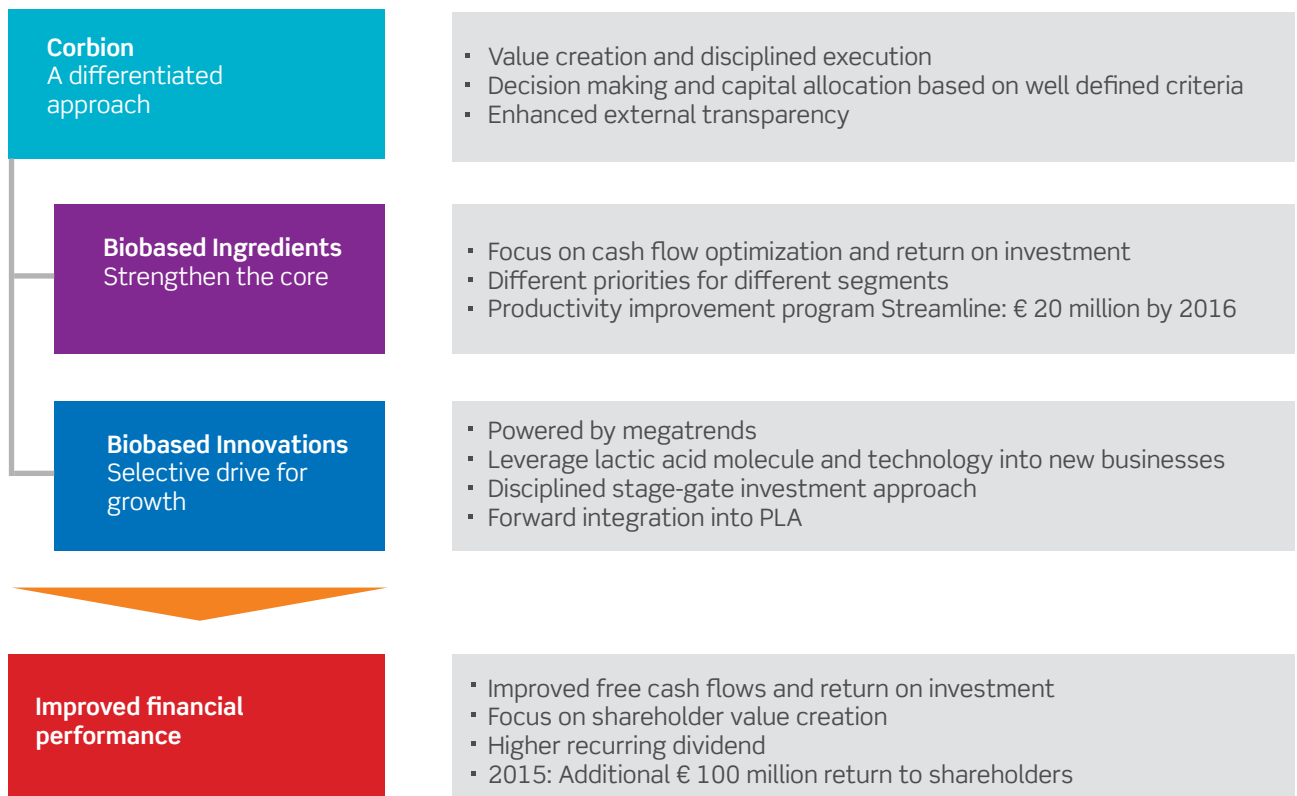 Corbion
A differentiated
approach
▪ Value creation and disciplined execution
▪ Decision making and capital allocation based on well defined criteria
▪ Enhanced external transparency
Biobased Ingredients
Strengthen the core
▪ Focus on cash flow optimization and return on investment
▪ Different priorities for different segments
▪ Productivity improvement program Streamline: € 20 million by 2016
Biobased Innovations
Selective drive for
growth
▪ Powered by megatrends
▪ Leverage lactic acid molecule and technology into new businesses
▪ Disciplined stage-gate investment approach
▪ Forward integration into PLA
Improved financial
performance
▪ Improved free cash flows and return on investment
▪ Focus on shareholder value creation
▪ Higher recurring dividend
▪ 2015: Additional € 100 million return to shareholders